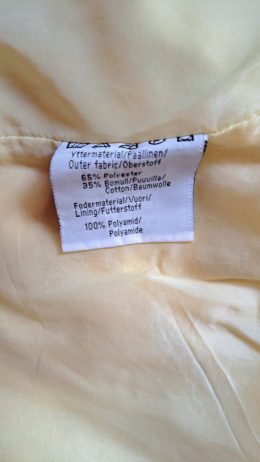 Yttermaterial/Päällinen/
Outer fabric/Oberstoff
65% Polyester
35% Bomull/Puuvilla/
Cotton/Baumwolle
Fodermaterial/Vuori/
Lining/Futterstoff
100% Polyamid/
Polyamide